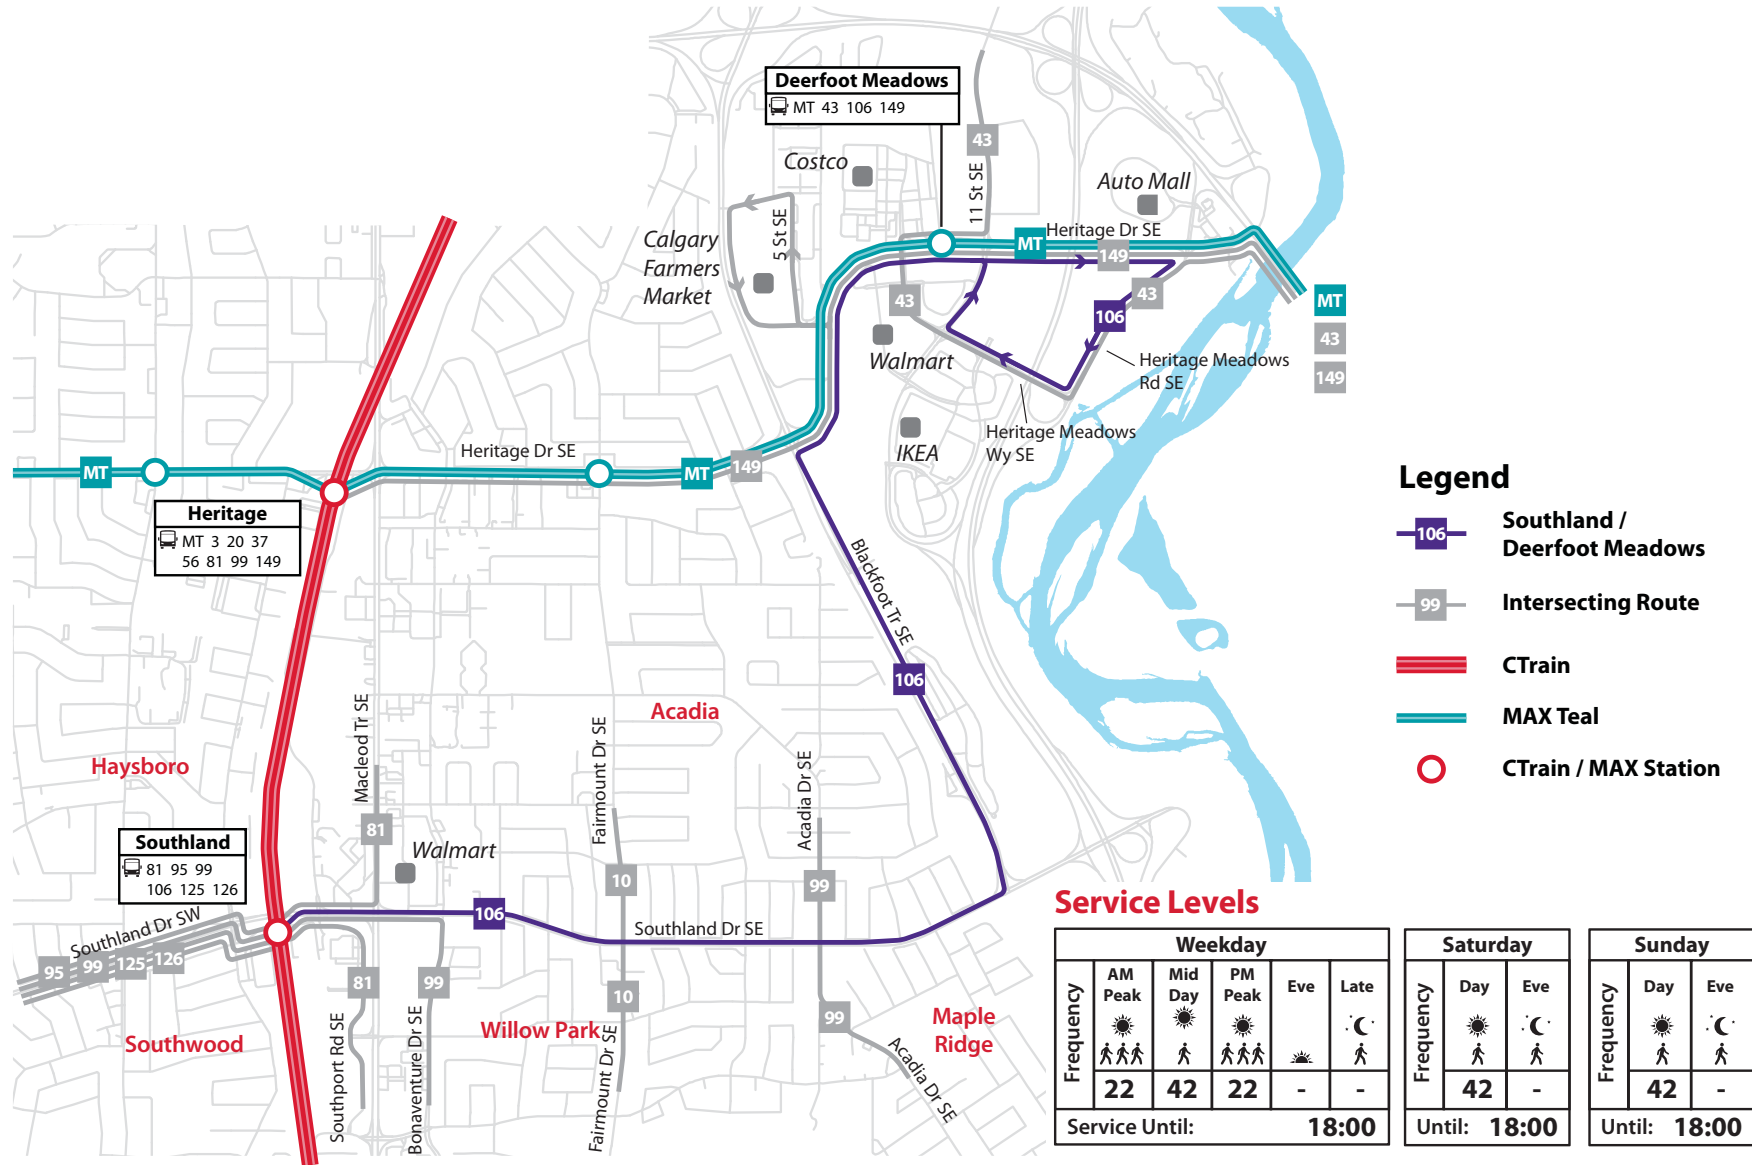 Deerfoot Meadows
MT 43 106 149
Costco
43
11 St SE
Auto Mall
5 St SE
Calgary
Farmers
Market
MT
Heritage Dr SE
149
43
43
106
Walmart
Heritage Meadows
Rd SE
MT
43
149
IKEA
Heritage Meadows
Wy SE
Heritage Dr SE
MT
MT
149
Heritage
MT 3 20 37
56 81 99 149
Blackfoot Tr SE
106
Acadia
Haysboro
Macleod Tr SE
Fairmount Dr SE
Acadia Dr SE
81
Walmart
Southland
81 95 99
106 125 126
10
99
106
Southland Dr SE
Southland Dr SW
95
99
125
126
81
99
10
99
Southwood
Willow Park
Maple
Ridge
Southport Rd SE
Bonaventure Dr SE
Fairmount Dr SE
Acadia Dr SE
Legend
106
Southland /
Deerfoot Meadows
99
Intersecting Route
CTrain
MAX Teal
CTrain / MAX Station
Service Levels
Weekday
Frequency
AM
Peak
Mid
Day
PM
Peak
Eve
Late
22 42 22 - -
Service Until: 18:00
Saturday
Frequency
Day
Eve
42 -
Until: 18:00
Sunday
Frequency
Day
Eve
42 -
Until: 18:00